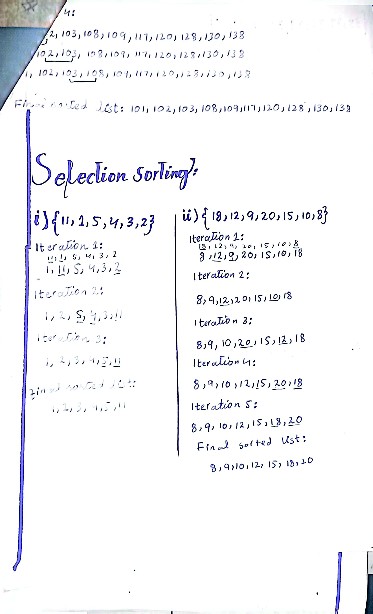 4:
2, 103, 108, 109, 117, 120, 128, 130, 138
102, 103, 108, 109, 117, 120, 128, 130, 138
102, 103, 108, 109, 117, 120, 128, 130, 138
Final sorted list: 101, 102, 103, 108, 109, 117, 120, 128, 130, 138
Selection Sorting:
i) {11, 1, 5, 4, 3, 2}
Iteration 1:
11, 1, 5, 4, 3, 2
1, 11, 5, 4, 3, 2
Iteration 2:
1, 2, 5, 4, 3, 11
Iteration 3:
1, 2, 3, 4, 5, 11
Final sorted list:
1, 2, 3, 4, 5, 11
ii) {18, 12, 9, 20, 15, 10, 8}
Iteration 1:
18, 12, 9, 20, 15, 10, 8
8, 12, 9, 20, 15, 10, 18
Iteration 2:
8, 9, 12, 20, 15, 10, 18
Iteration 3:
8, 9, 10, 20, 15, 12, 18
Iteration 4:
8, 9, 10, 12, 15, 20, 18
Iteration 5:
8, 9, 10, 12, 15, 18, 20
Final sorted list:
8, 9, 10, 12, 15, 18, 20